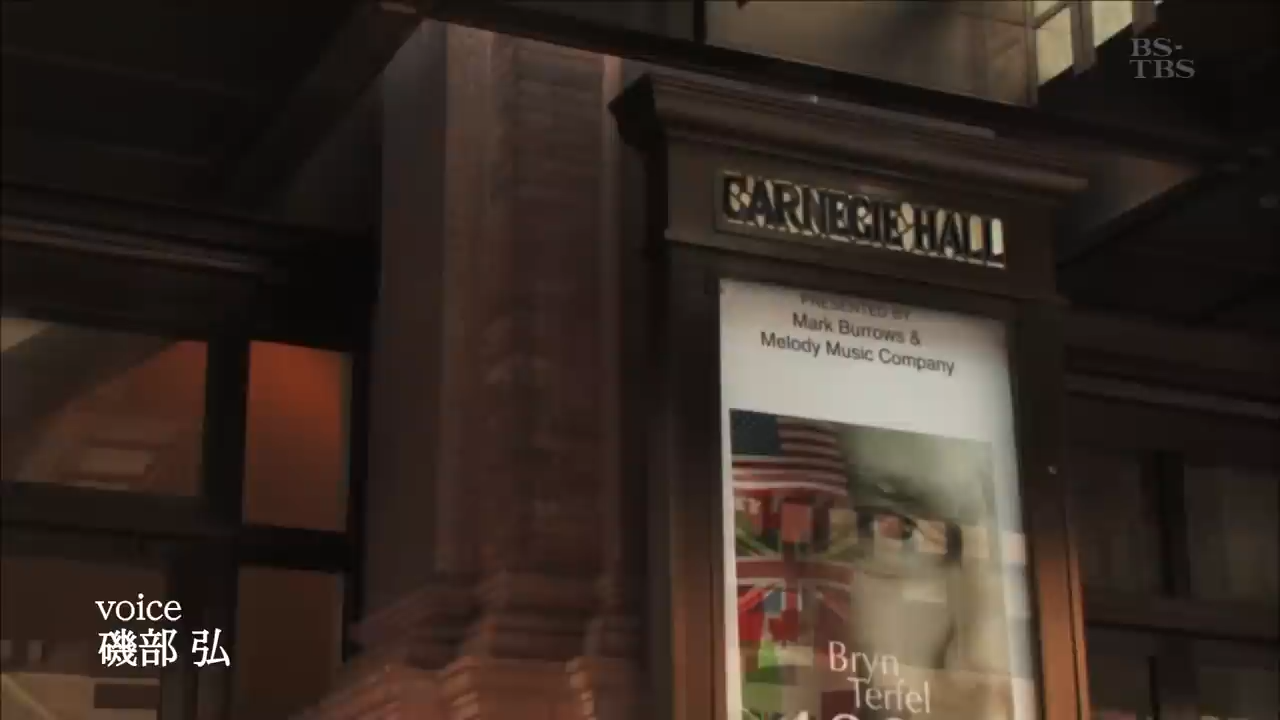 BS-
TBS
CARNEGIE HALL
PRESENTED BY
Mark Burrows &
Melody Music Company
Bryn
Terfel
voice
磯部 弘